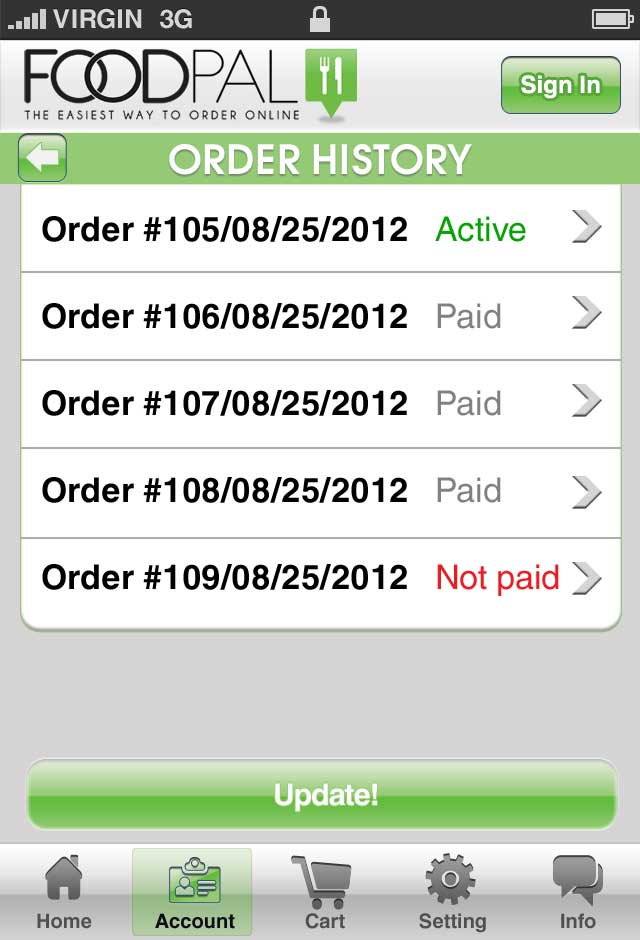 VIRGIN 3G
FOODPAL
THE EASIEST WAY TO ORDER ONLINE
Sign In
ORDER HISTORY
Order #105/08/25/2012 Active
Order #106/08/25/2012 Paid
Order #107/08/25/2012 Paid
Order #108/08/25/2012 Paid
Order #109/08/25/2012 Not paid
Update!
Home Account Cart Setting Info